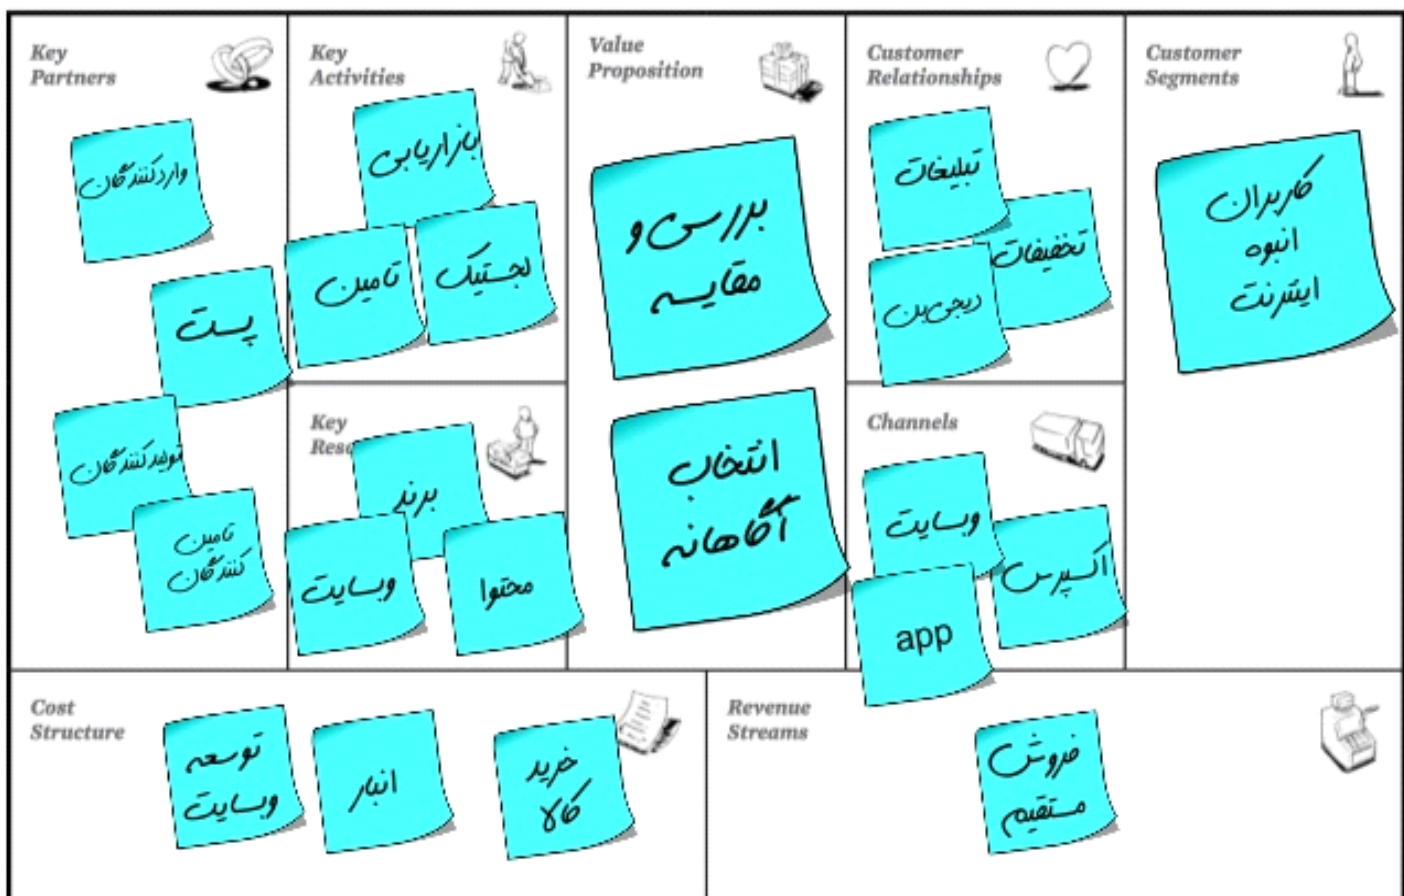 Key
Partners
واردکنندگان
پست
تولیدکنندگان
تامین
کنندگان
Key
Activities
بازاریابی
تامین
لجستیک
Key
Reso
برند
وبسایت
محتوا
Value
Proposition
بررسی و
مقایسه
انتخاب
آگاهانه
Customer
Relationships
تبلیغات
تخفیفات
دیجی‌بن
Channels
وبسایت
اکسپرس
app
Customer
Segments
کاربران
انبوه
اینترنت
Cost
Structure
توسعه
وبسایت
انبار
خرید
کالا
Revenue
Streams
فروش
مستقیم